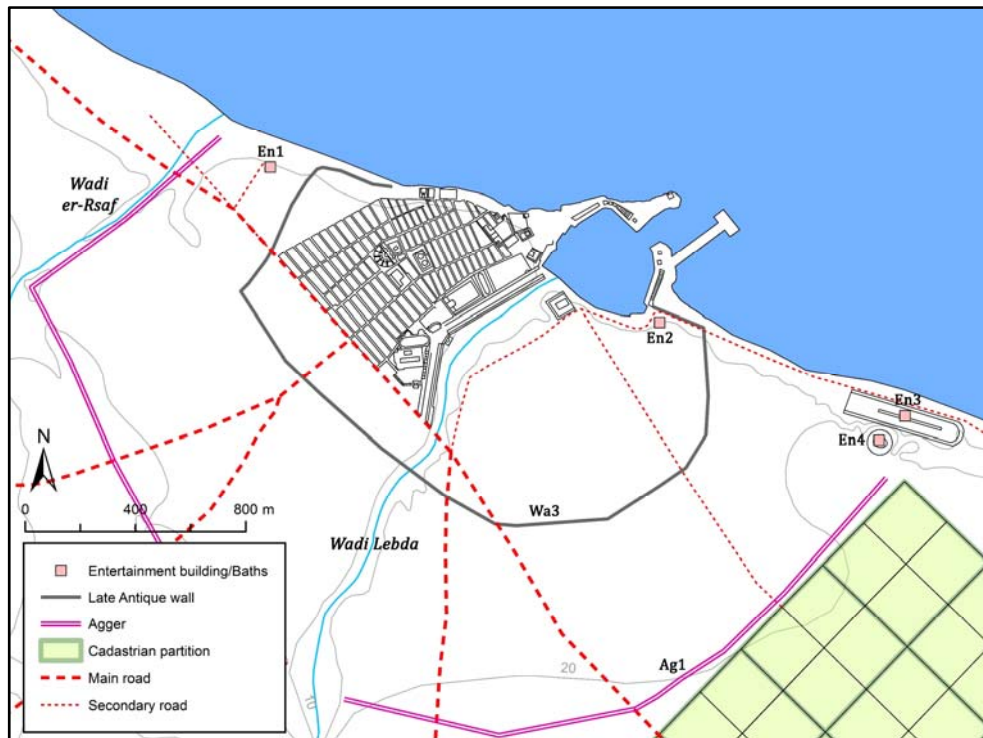 En1
Wadi
er-Rsaf
En2
En3
En4
N
0 400 800 m
Wa3
Wadi Lebda
Ag1
20
10
Entertainment building/Baths
Late Antique wall
Agger
Cadastrian partition
Main road
Secondary road